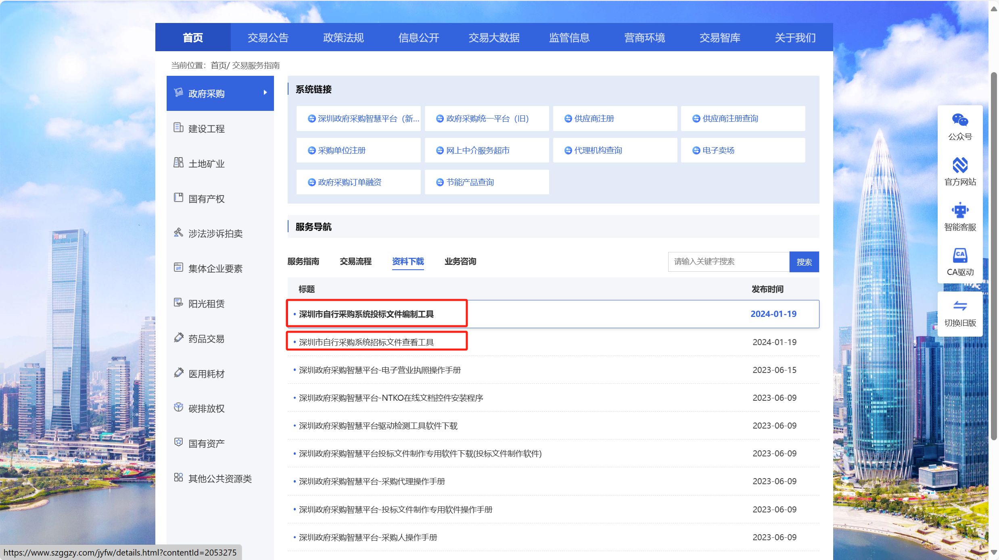 首页 交易公告 政策法规 信息公开 交易大数据 监管信息 营商环境 交易智库 关于我们
当前位置：首页/ 交易服务指南
政府采购
建设工程
土地矿业
国有产权
涉法涉诉拍卖
集体企业要素
阳光租赁
药品交易
医用耗材
碳排放权
国有资产
其他公共资源类
系统链接
深圳政府采购智慧平台（新... 政府采购统一平台（旧） 供应商注册 供应商注册查询
采购单位注册 网上中介服务超市 代理机构查询 电子卖场
政府采购订单融资 节能产品查询
服务导航
服务指南 交易流程 资料下载 业务咨询 请输入关键字搜索 搜索
标题 发布时间
深圳市自行采购系统投标文件编制工具 2024-01-19
深圳市自行采购系统招标文件查看工具 2024-01-19
深圳政府采购智慧平台-电子营业执照操作手册 2023-06-15
深圳政府采购智慧平台-NTKO在线文档控件安装程序 2023-06-09
深圳政府采购智慧平台驱动检测工具软件下载 2023-06-09
深圳政府采购智慧平台投标文件制作专用软件下载(投标文件制作软件) 2023-06-09
深圳政府采购智慧平台-采购代理操作手册 2023-06-09
深圳政府采购智慧平台-投标文件制作专用软件操作手册 2023-06-09
深圳政府采购智慧平台-采购人操作手册 2023-06-09
公众号
官方网站
智能客服
CA
CA驱动
切换旧版
https://www.szggzy.com/jyfw/details.html?contentId=2053275